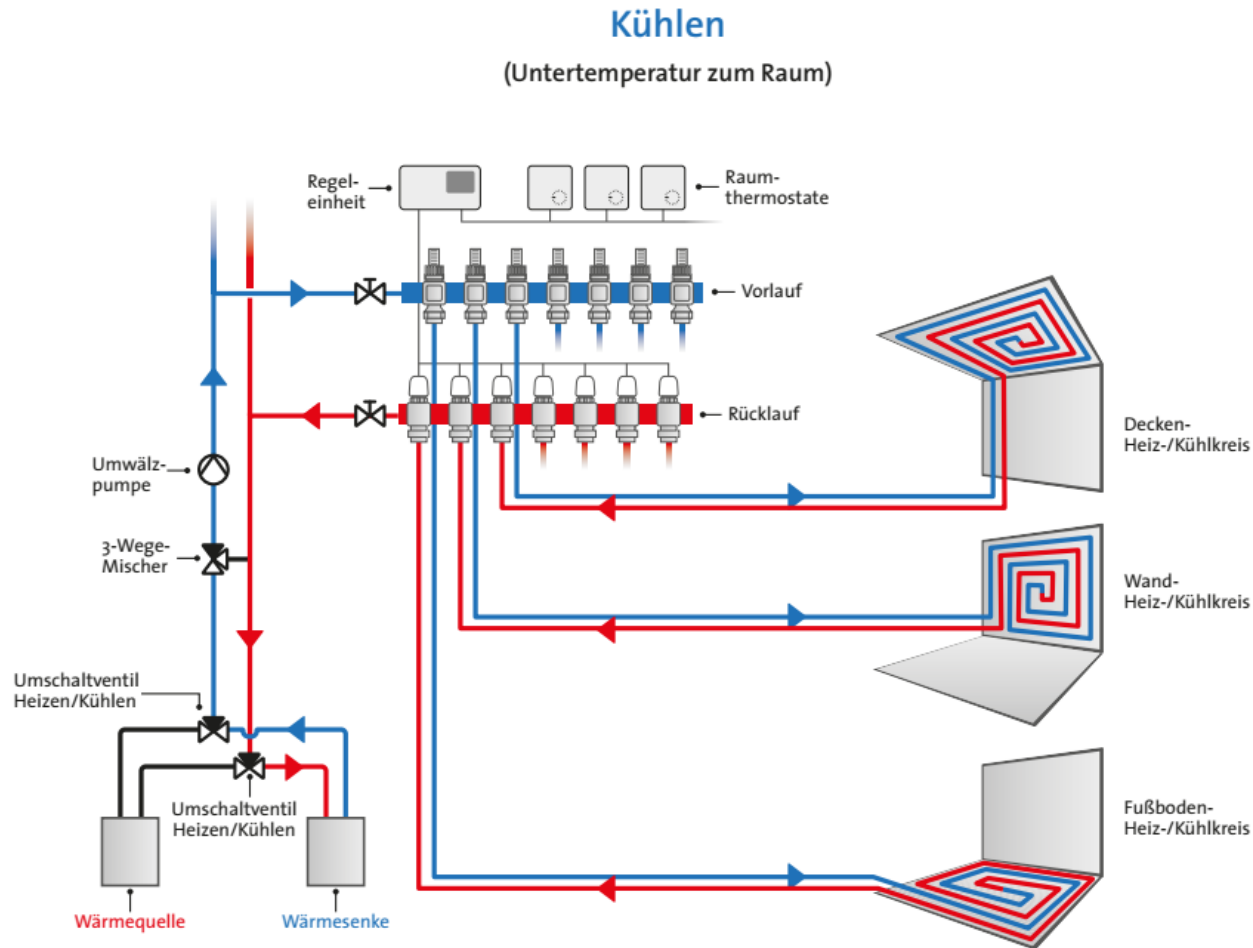 Kühlen
(Untertemperatur zum Raum)
Regel-
einheit
Raum-
thermostate
Vorlauf
Rücklauf
Decken-
Heiz-/Kühlkreis
Umwälz-
pumpe
3-Wege-
Mischer
Wand-
Heiz-/Kühlkreis
Umschaltventil
Heizen/Kühlen
Umschaltventil
Heizen/Kühlen
Fußboden-
Heiz-/Kühlkreis
Wärmequelle
Wärmesenke